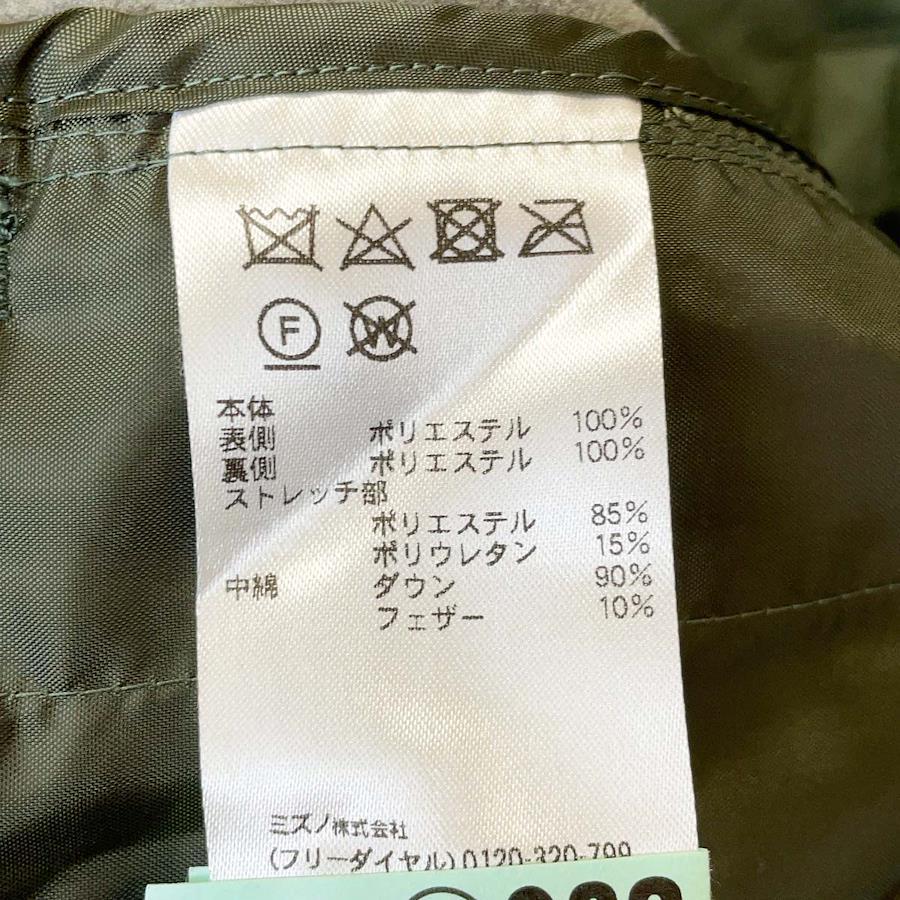 F W
本体
表側 ポリエステル 100%
裏側 ポリエステル 100%
ストレッチ部
ポリエステル 85%
ポリウレタン 15%
中綿 ダウン 90%
フェザー 10%
ミズノ株式会社
(フリーダイヤル) 0120-320-799